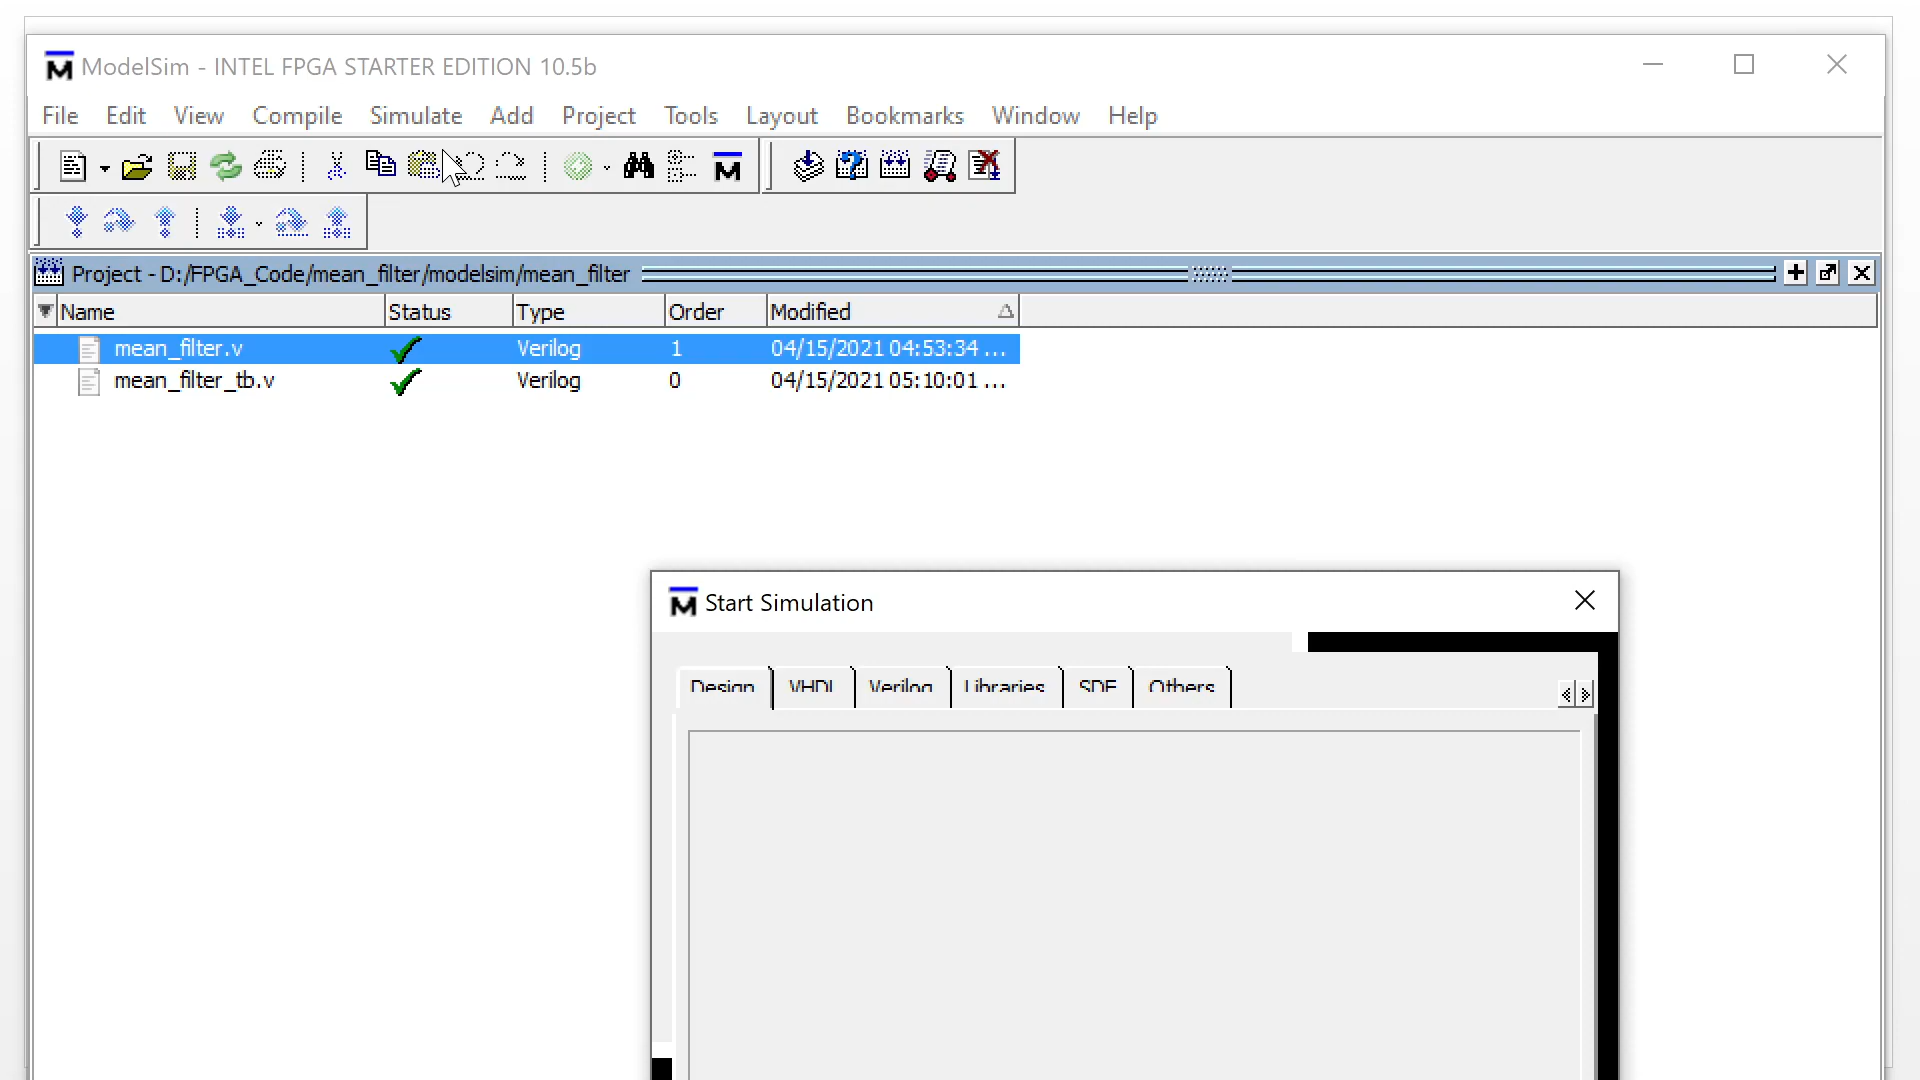 ModelSim - INTEL FPGA STARTER EDITION 10.5b
File Edit View Compile Simulate Add Project Tools Layout Bookmarks Window Help
Project - D:/FPGA_Code/mean_filter/modelsim/mean_filter
Name Status Type Order Modified
mean_filter.v Verilog 1 04/15/2021 04:53:34 ...
mean_filter_tb.v Verilog 0 04/15/2021 05:10:01 ...
Start Simulation
Design VHDL Verilog Libraries SDF Others